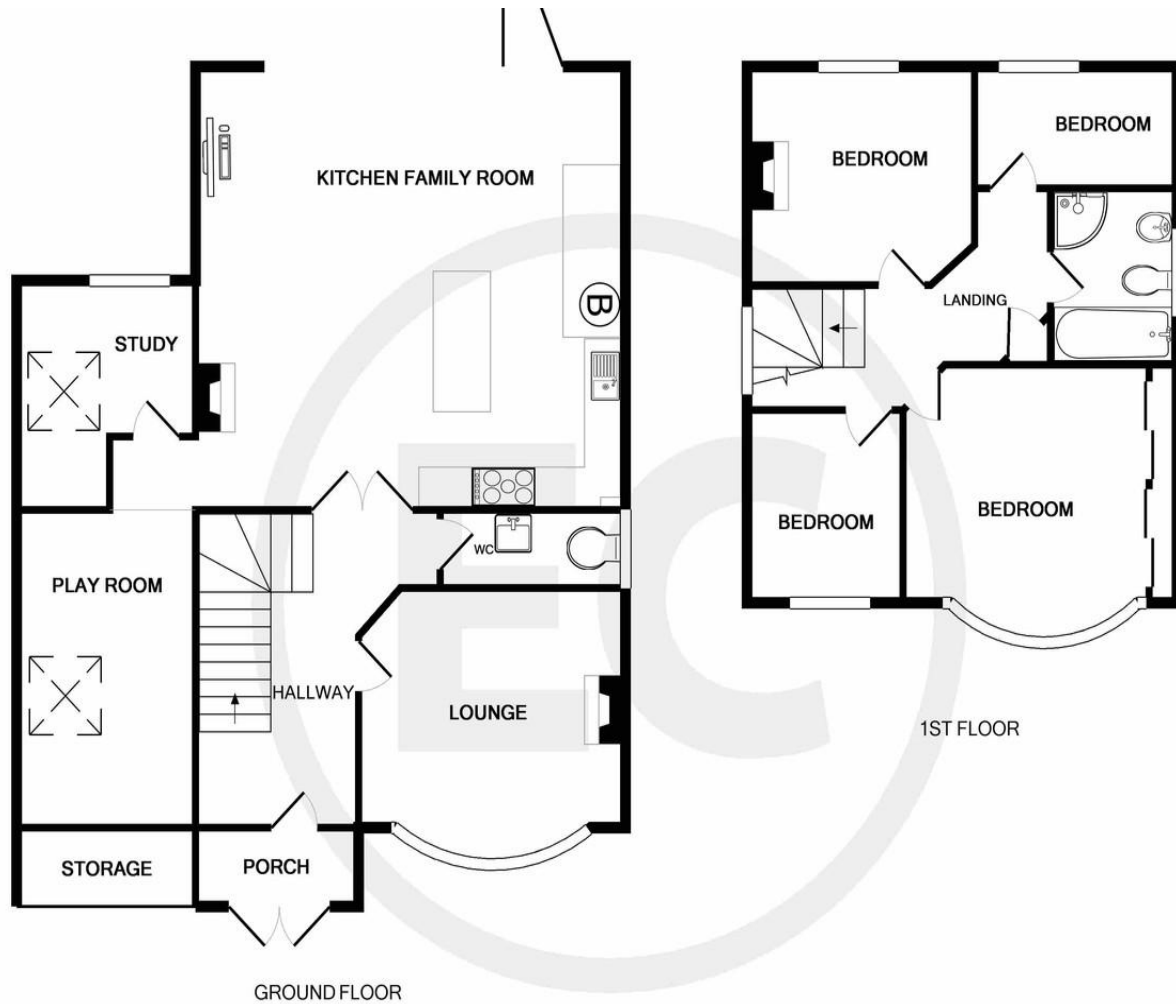 KITCHEN FAMILY ROOM
STUDY
B
WC
PLAY ROOM
HALLWAY
LOUNGE
STORAGE
PORCH
GROUND FLOOR
BEDROOM
BEDROOM
LANDING
BEDROOM
BEDROOM
1ST FLOOR
EC